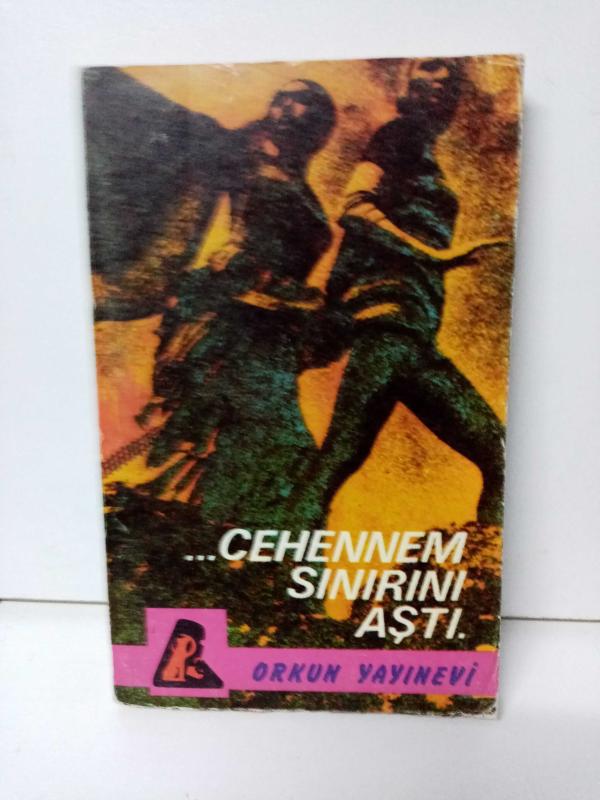 ...CEHENNEM
SINIRINI
AŞTI.
ORKUN YAYINEVİ